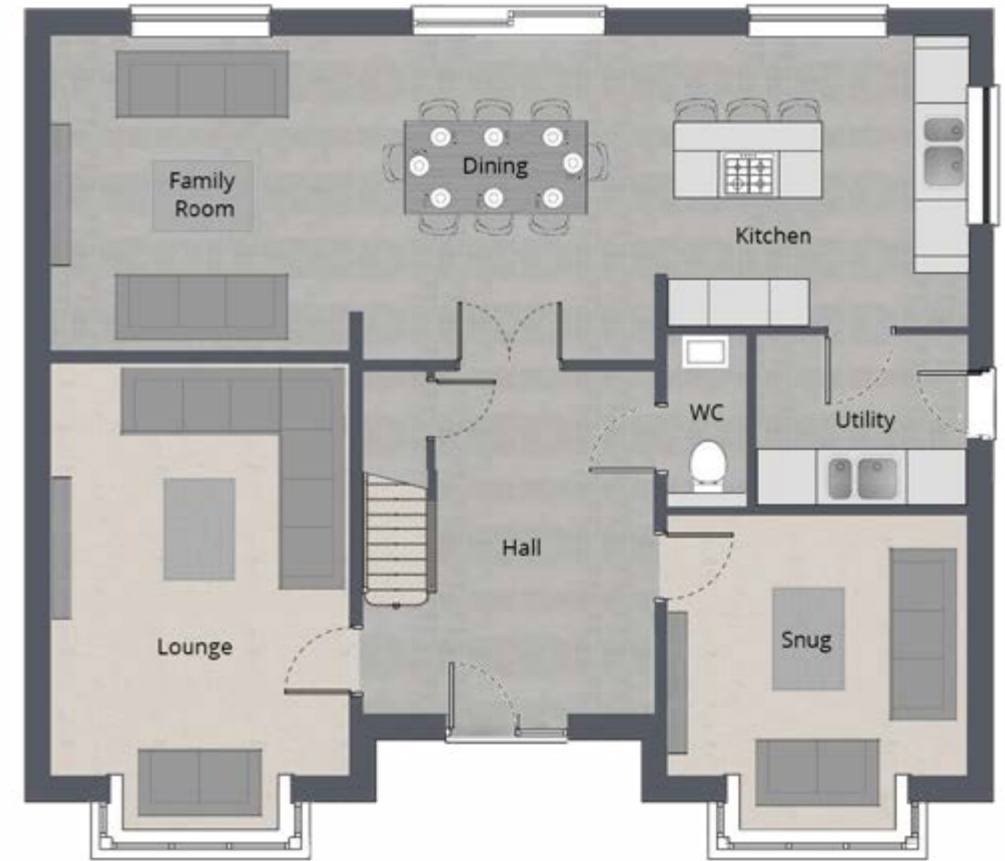 Family
Room
Dining
Kitchen
WC
Utility
Hall
Lounge
Snug